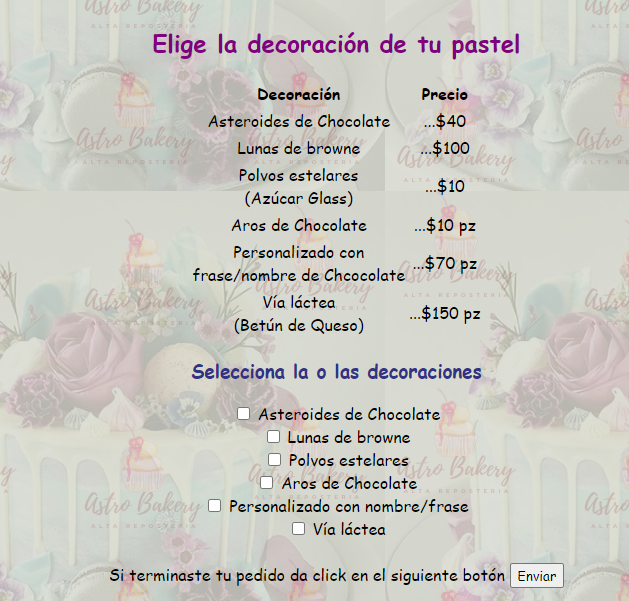 Elige la decoración de tu pastel
Decoración Precio
Asteroides de Chocolate ...$40
Lunas de browne ...$100
Polvos estelares
(Azúcar Glass) ...$10
Aros de Chocolate ...$10 pz
Personalizado con
frase/nombre de Chcocolate ...$70 pz
Vía láctea
(Betún de Queso) ...$150 pz
Selecciona la o las decoraciones
Asteroides de Chocolate
Lunas de browne
Polvos estelares
Aros de Chocolate
Personalizado con nombre/frase
Vía láctea
Si terminaste tu pedido da click en el siguiente botón Enviar
Astro Bakery
ALTA REPOSTERIA